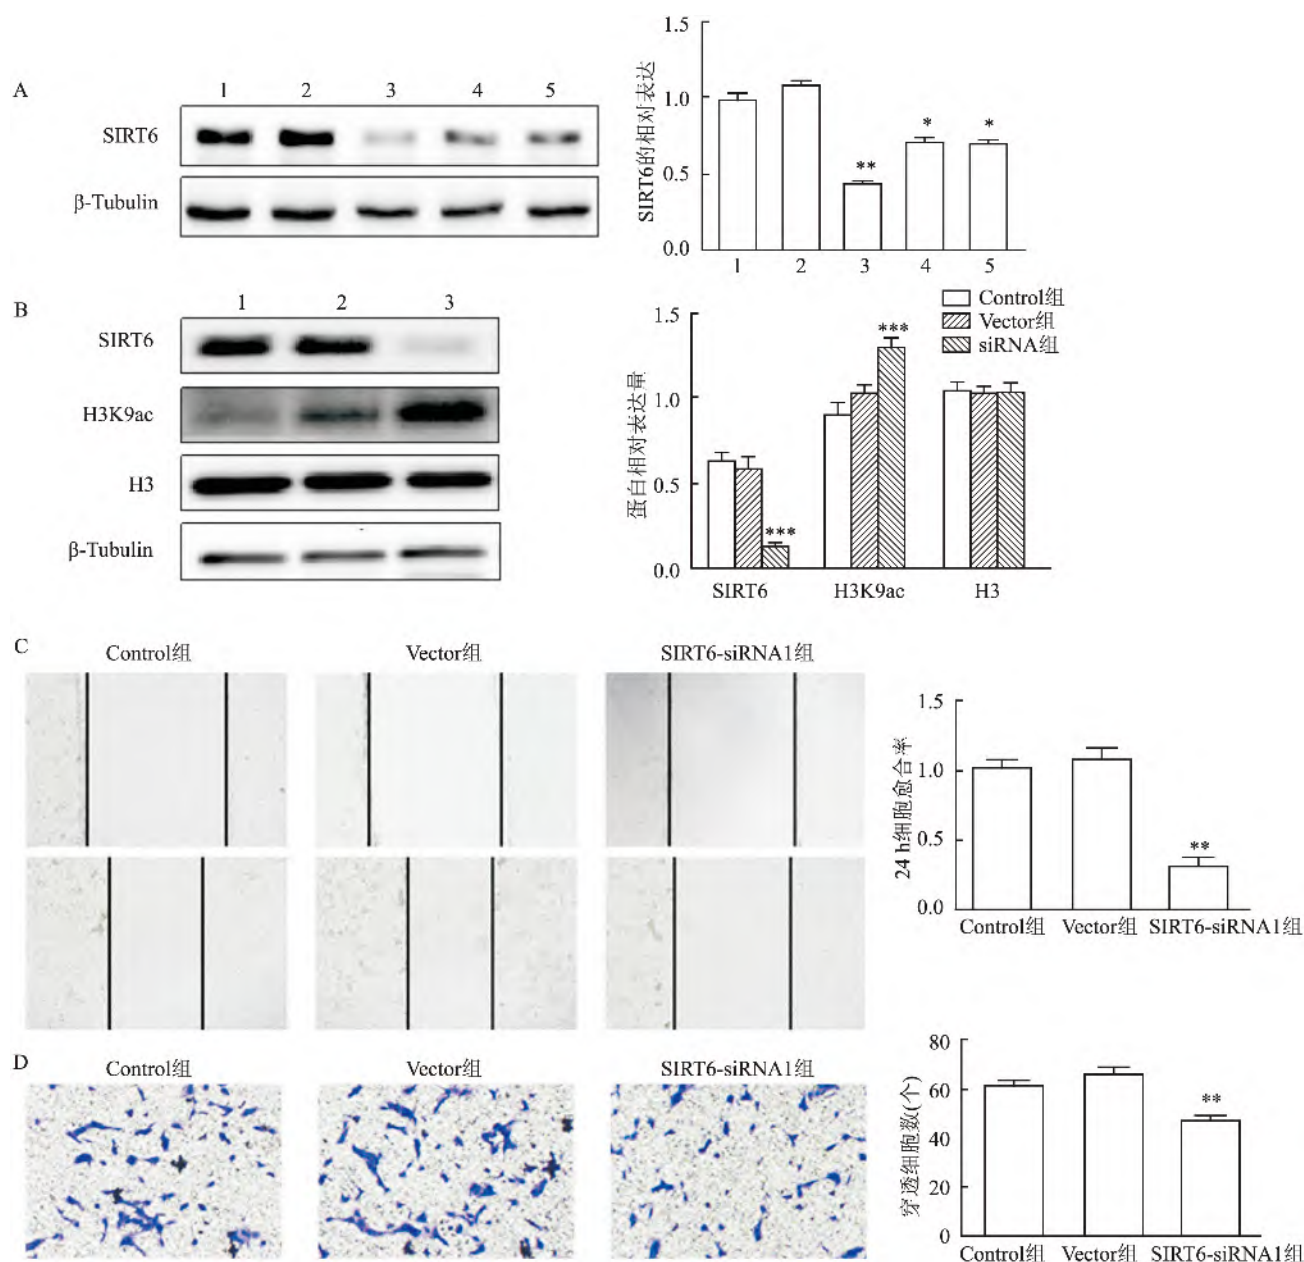 A
1 2 3 4 5
SIRT6
β-Tubulin
SIRT6的相对表达
1.5
1.0
0.5
0.0
** * *
1 2 3 4 5
B
1 2 3
SIRT6
H3K9ac
H3
β-Tubulin
蛋白相对表达量
1.5
1.0
0.5
0.0
Control组
Vector组
siRNA组
***
***
SIRT6 H3K9ac H3
C
Control组 Vector组 SIRT6-siRNA1组
24 h细胞愈合率
1.5
1.0
0.5
0.0
**
Control组 Vector组 SIRT6-siRNA1组
D
Control组 Vector组 SIRT6-siRNA1组
穿透细胞数(个)
80
60
40
20
0
**
Control组 Vector组 SIRT6-siRNA1组